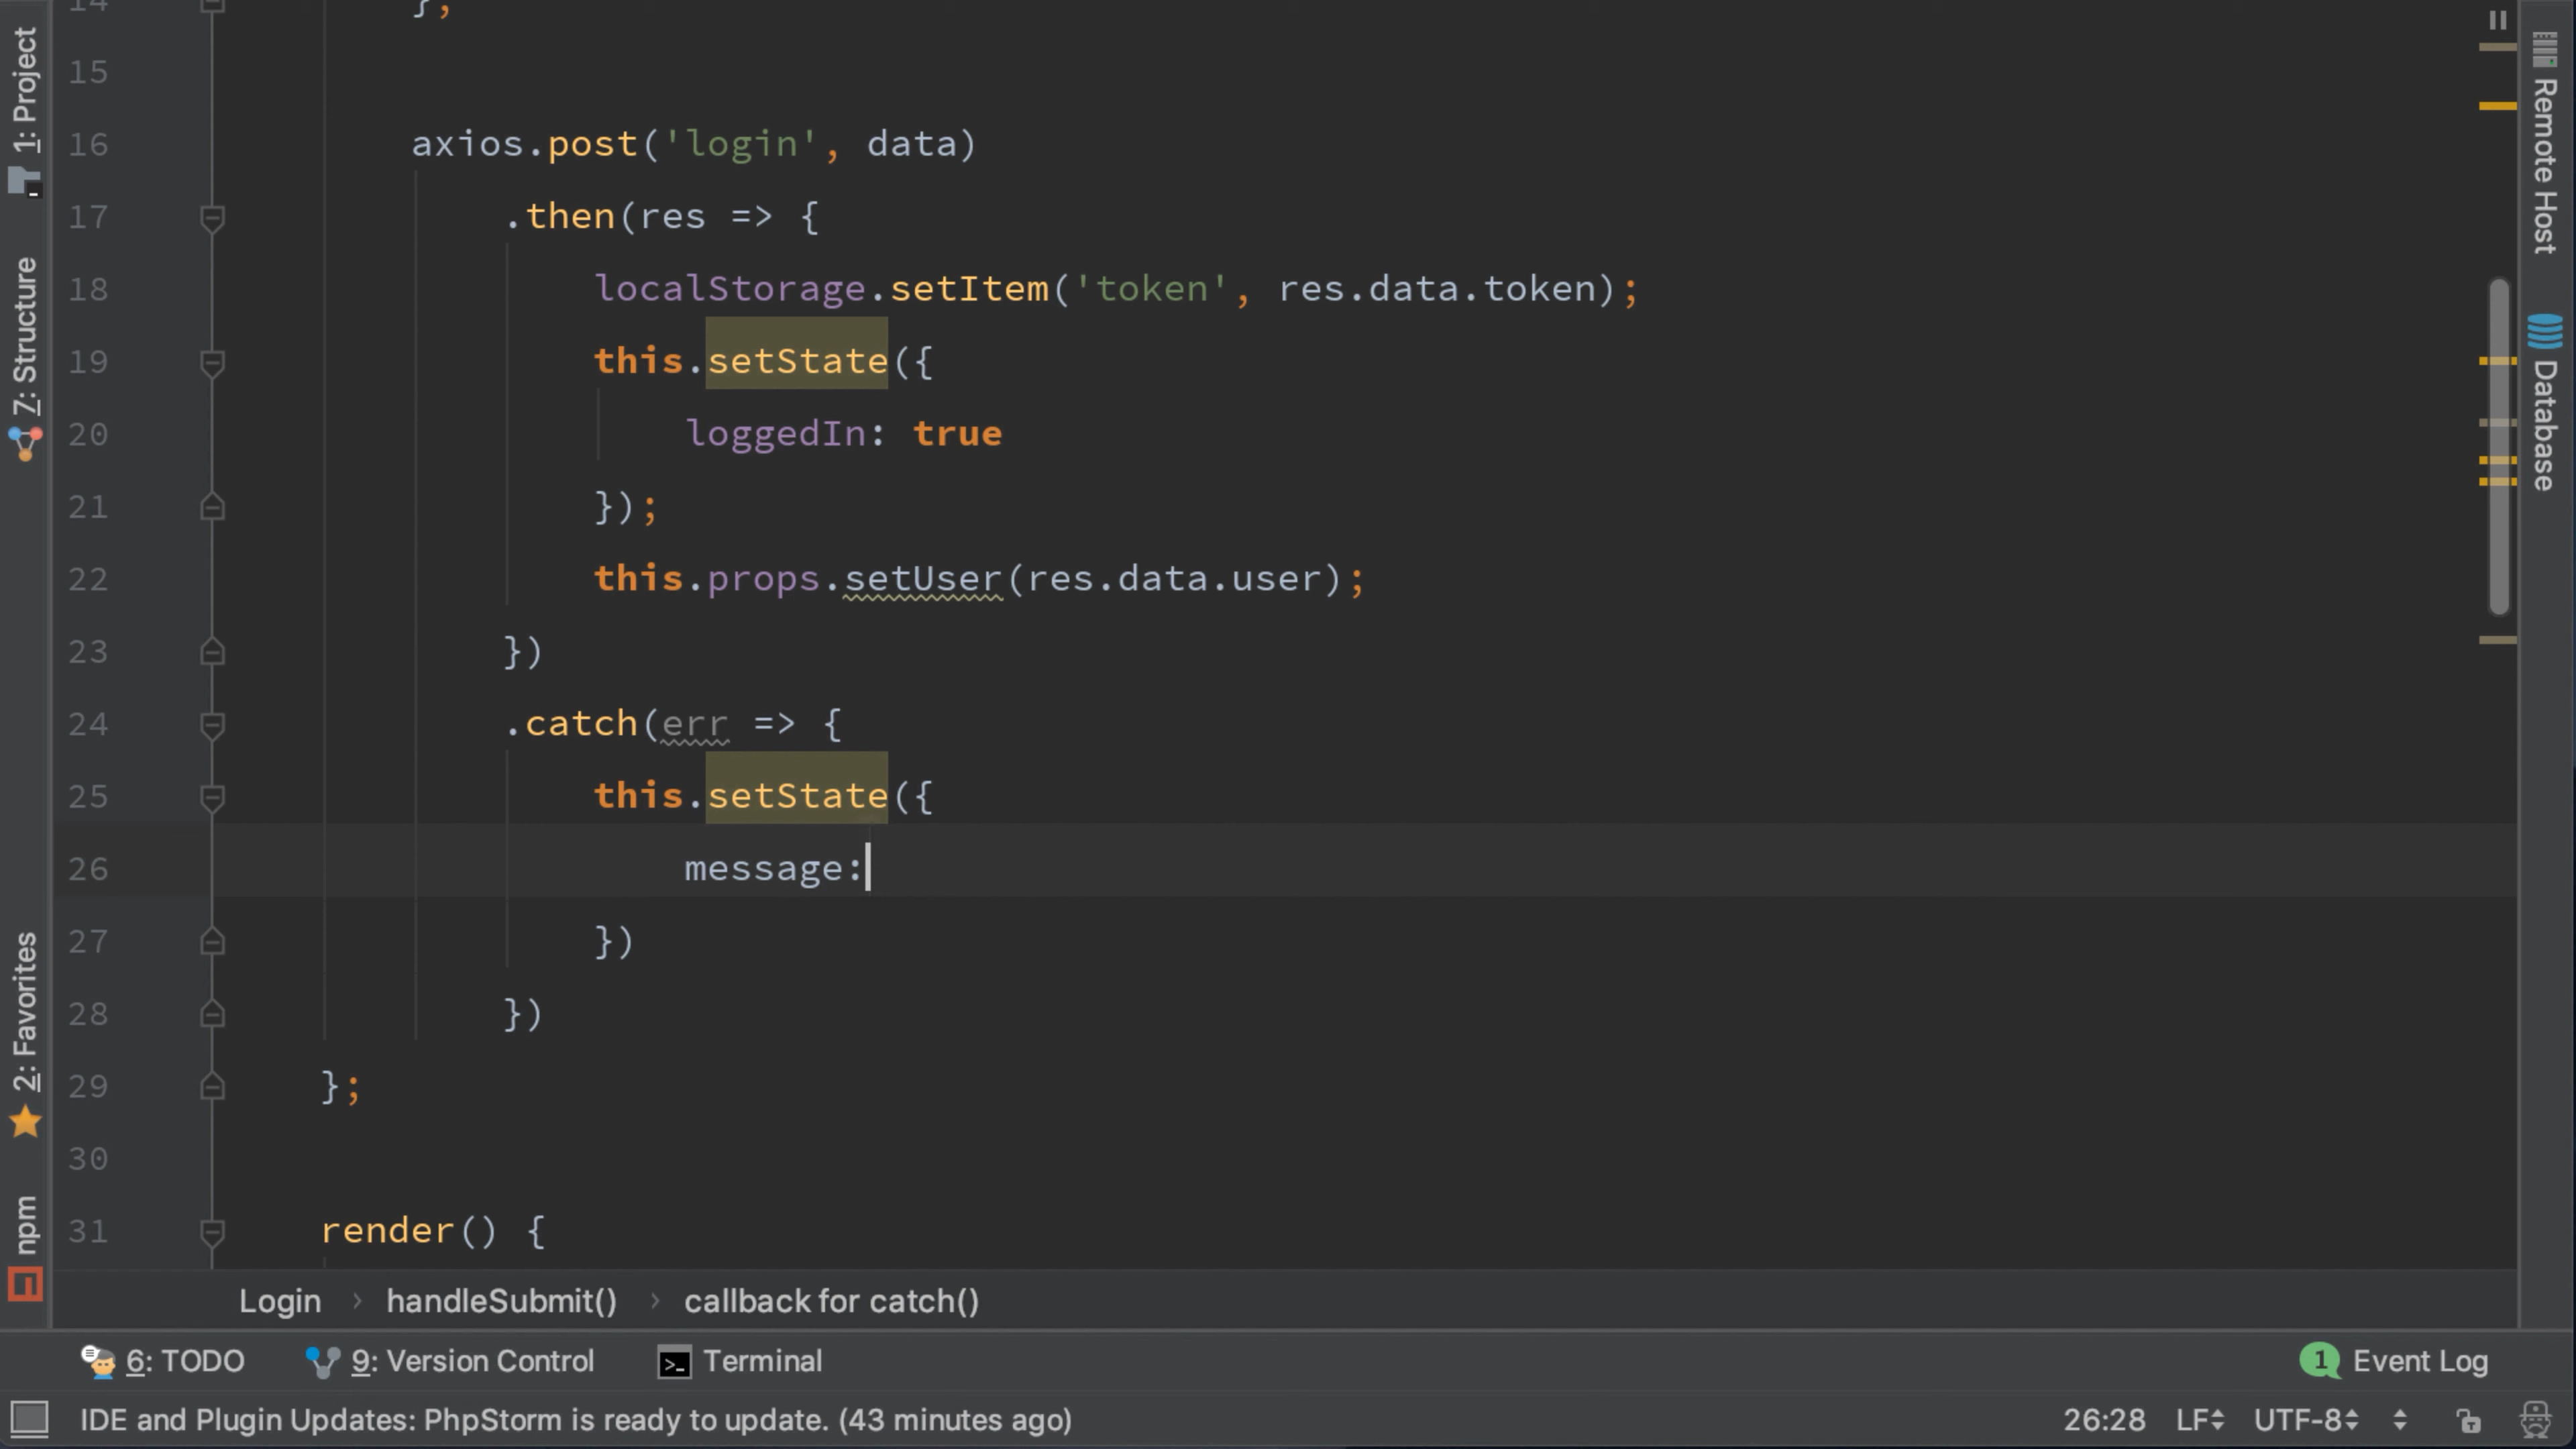 1: Project
7: Structure
2: Favorites
npm
14 };
15
16 axios.post('login', data)
17 .then(res => {
18 localStorage.setItem('token', res.data.token);
19 this.setState({
20 loggedIn: true
21 });
22 this.props.setUser(res.data.user);
23 })
24 .catch(err => {
25 this.setState({
26 message:
27 })
28 })
29 };
30
31 render() {
Remote Host
Database
Login › handleSubmit() › callback for catch()
6: TODO 9: Version Control Terminal 1 Event Log
IDE and Plugin Updates: PhpStorm is ready to update. (43 minutes ago) 26:28 LF UTF-8